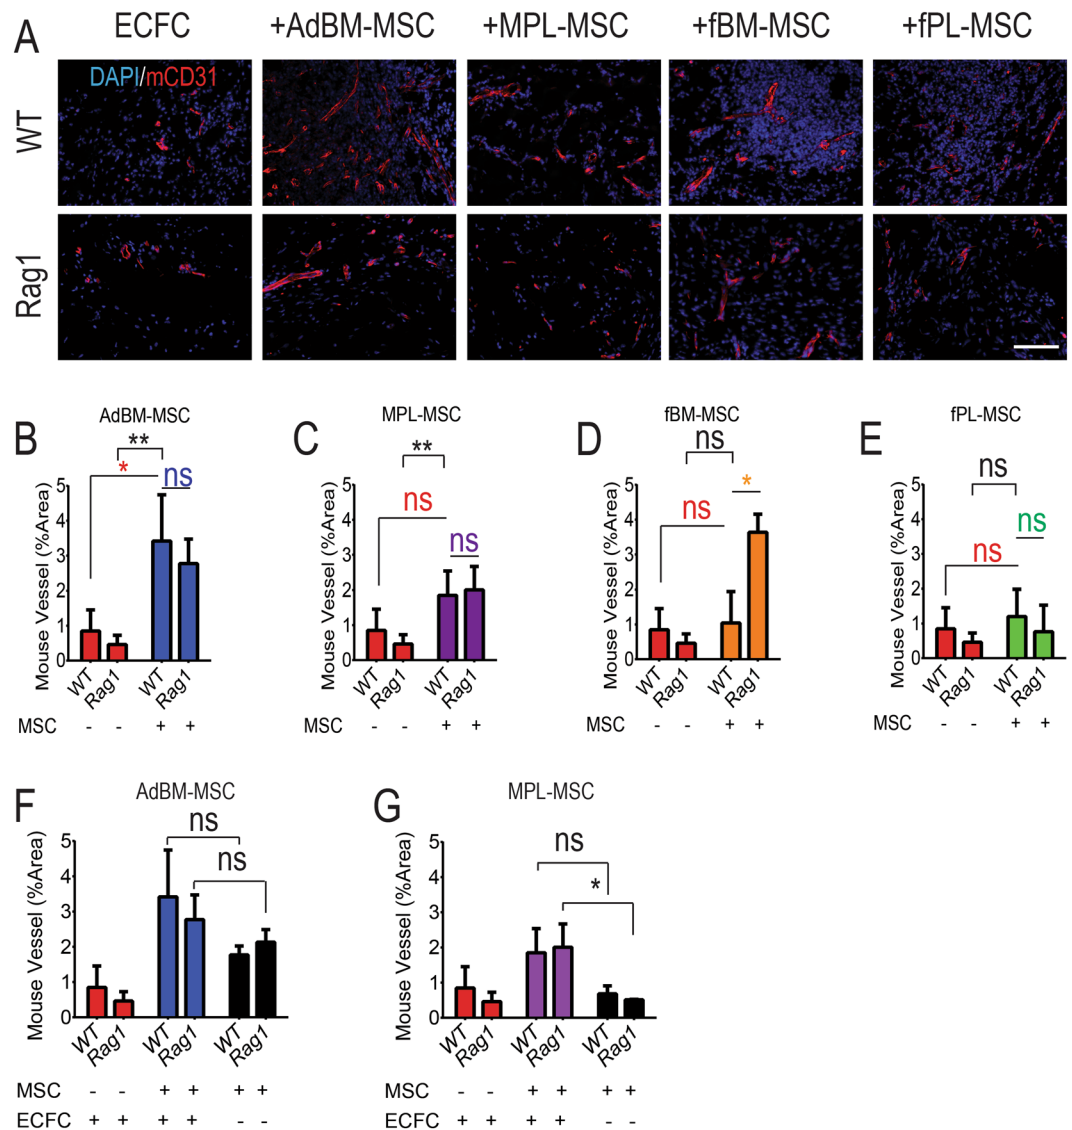 A ECFC +AdBM-MSC +MPL-MSC +fBM-MSC +fPL-MSC
DAPI/mCD31
WT
Rag1
B AdBM-MSC
**
* ns
Mouse Vessel (%Area)
5
4
3
2
1
0
WT Rag1 WT Rag1
MSC - - + +
C MPL-MSC
**
ns
ns
Mouse Vessel (%Area)
5
4
3
2
1
0
WT Rag1 WT Rag1
MSC - - + +
D fBM-MSC
ns
*
ns
Mouse Vessel (%Area)
5
4
3
2
1
0
WT Rag1 WT Rag1
MSC - - + +
E fPL-MSC
ns
ns
ns
Mouse Vessel (%Area)
5
4
3
2
1
0
WT Rag1 WT Rag1
MSC - - + +
F AdBM-MSC
ns
ns
Mouse Vessel (%Area)
5
4
3
2
1
0
WT Rag1 WT Rag1 WT Rag1
MSC - - + + + +
ECFC + + + + - -
G MPL-MSC
ns
*
Mouse Vessel (%Area)
5
4
3
2
1
0
WT Rag1 WT Rag1 WT Rag1
MSC - - + + + +
ECFC + + + + - -